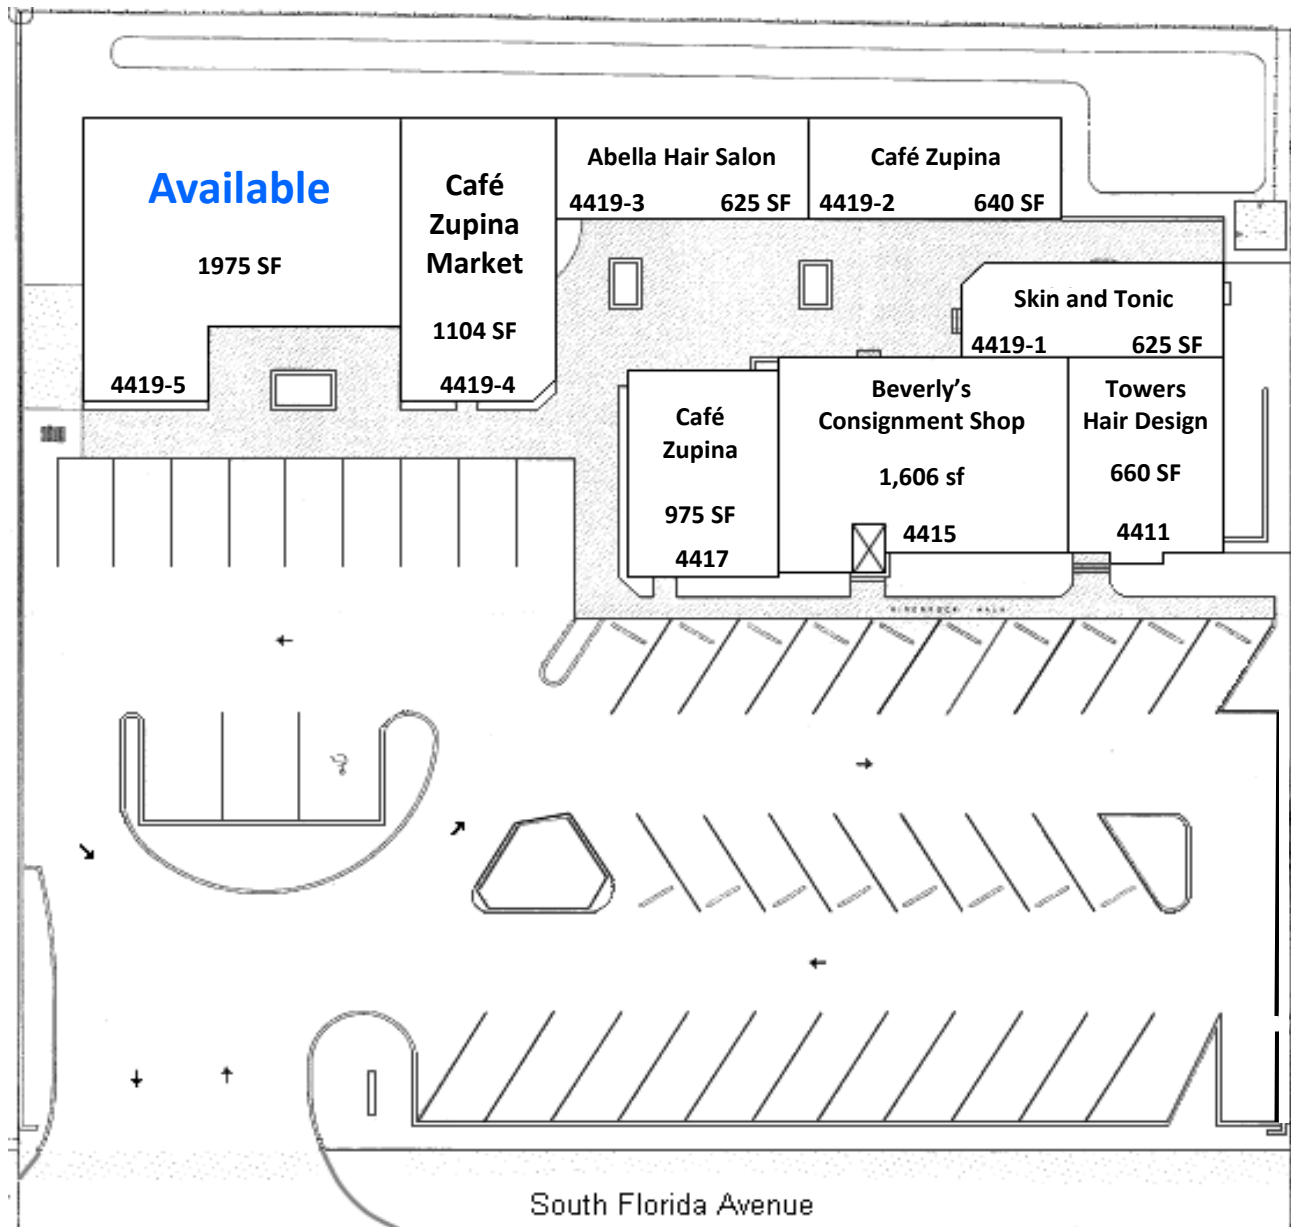 Available
1975 SF
4419-5
Café
Zupina
Market
1104 SF
4419-4
Abella Hair Salon
4419-3 625 SF
Café Zupina
4419-2 640 SF
Skin and Tonic
4419-1 625 SF
Café
Zupina
975 SF
4417
Beverly’s
Consignment Shop
1,606 sf
4415
Towers
Hair Design
660 SF
4411
WALK
South Florida Avenue